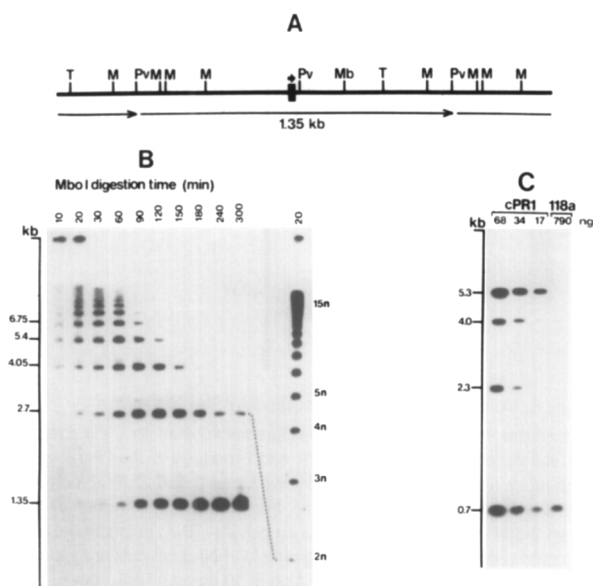 A
T M Pv M M M Pv Mb T M Pv M M M
1.35 kb
B
Mbo I digestion time (min)
kb 10 20 30 60 90 120 150 180 240 300 20
6.75
5.4
4.05
2.7
1.35
15n
5n
4n
3n
2n
C
cPR1 118a
kb 68 34 17 790 ng
5.3
4.0
2.3
0.7